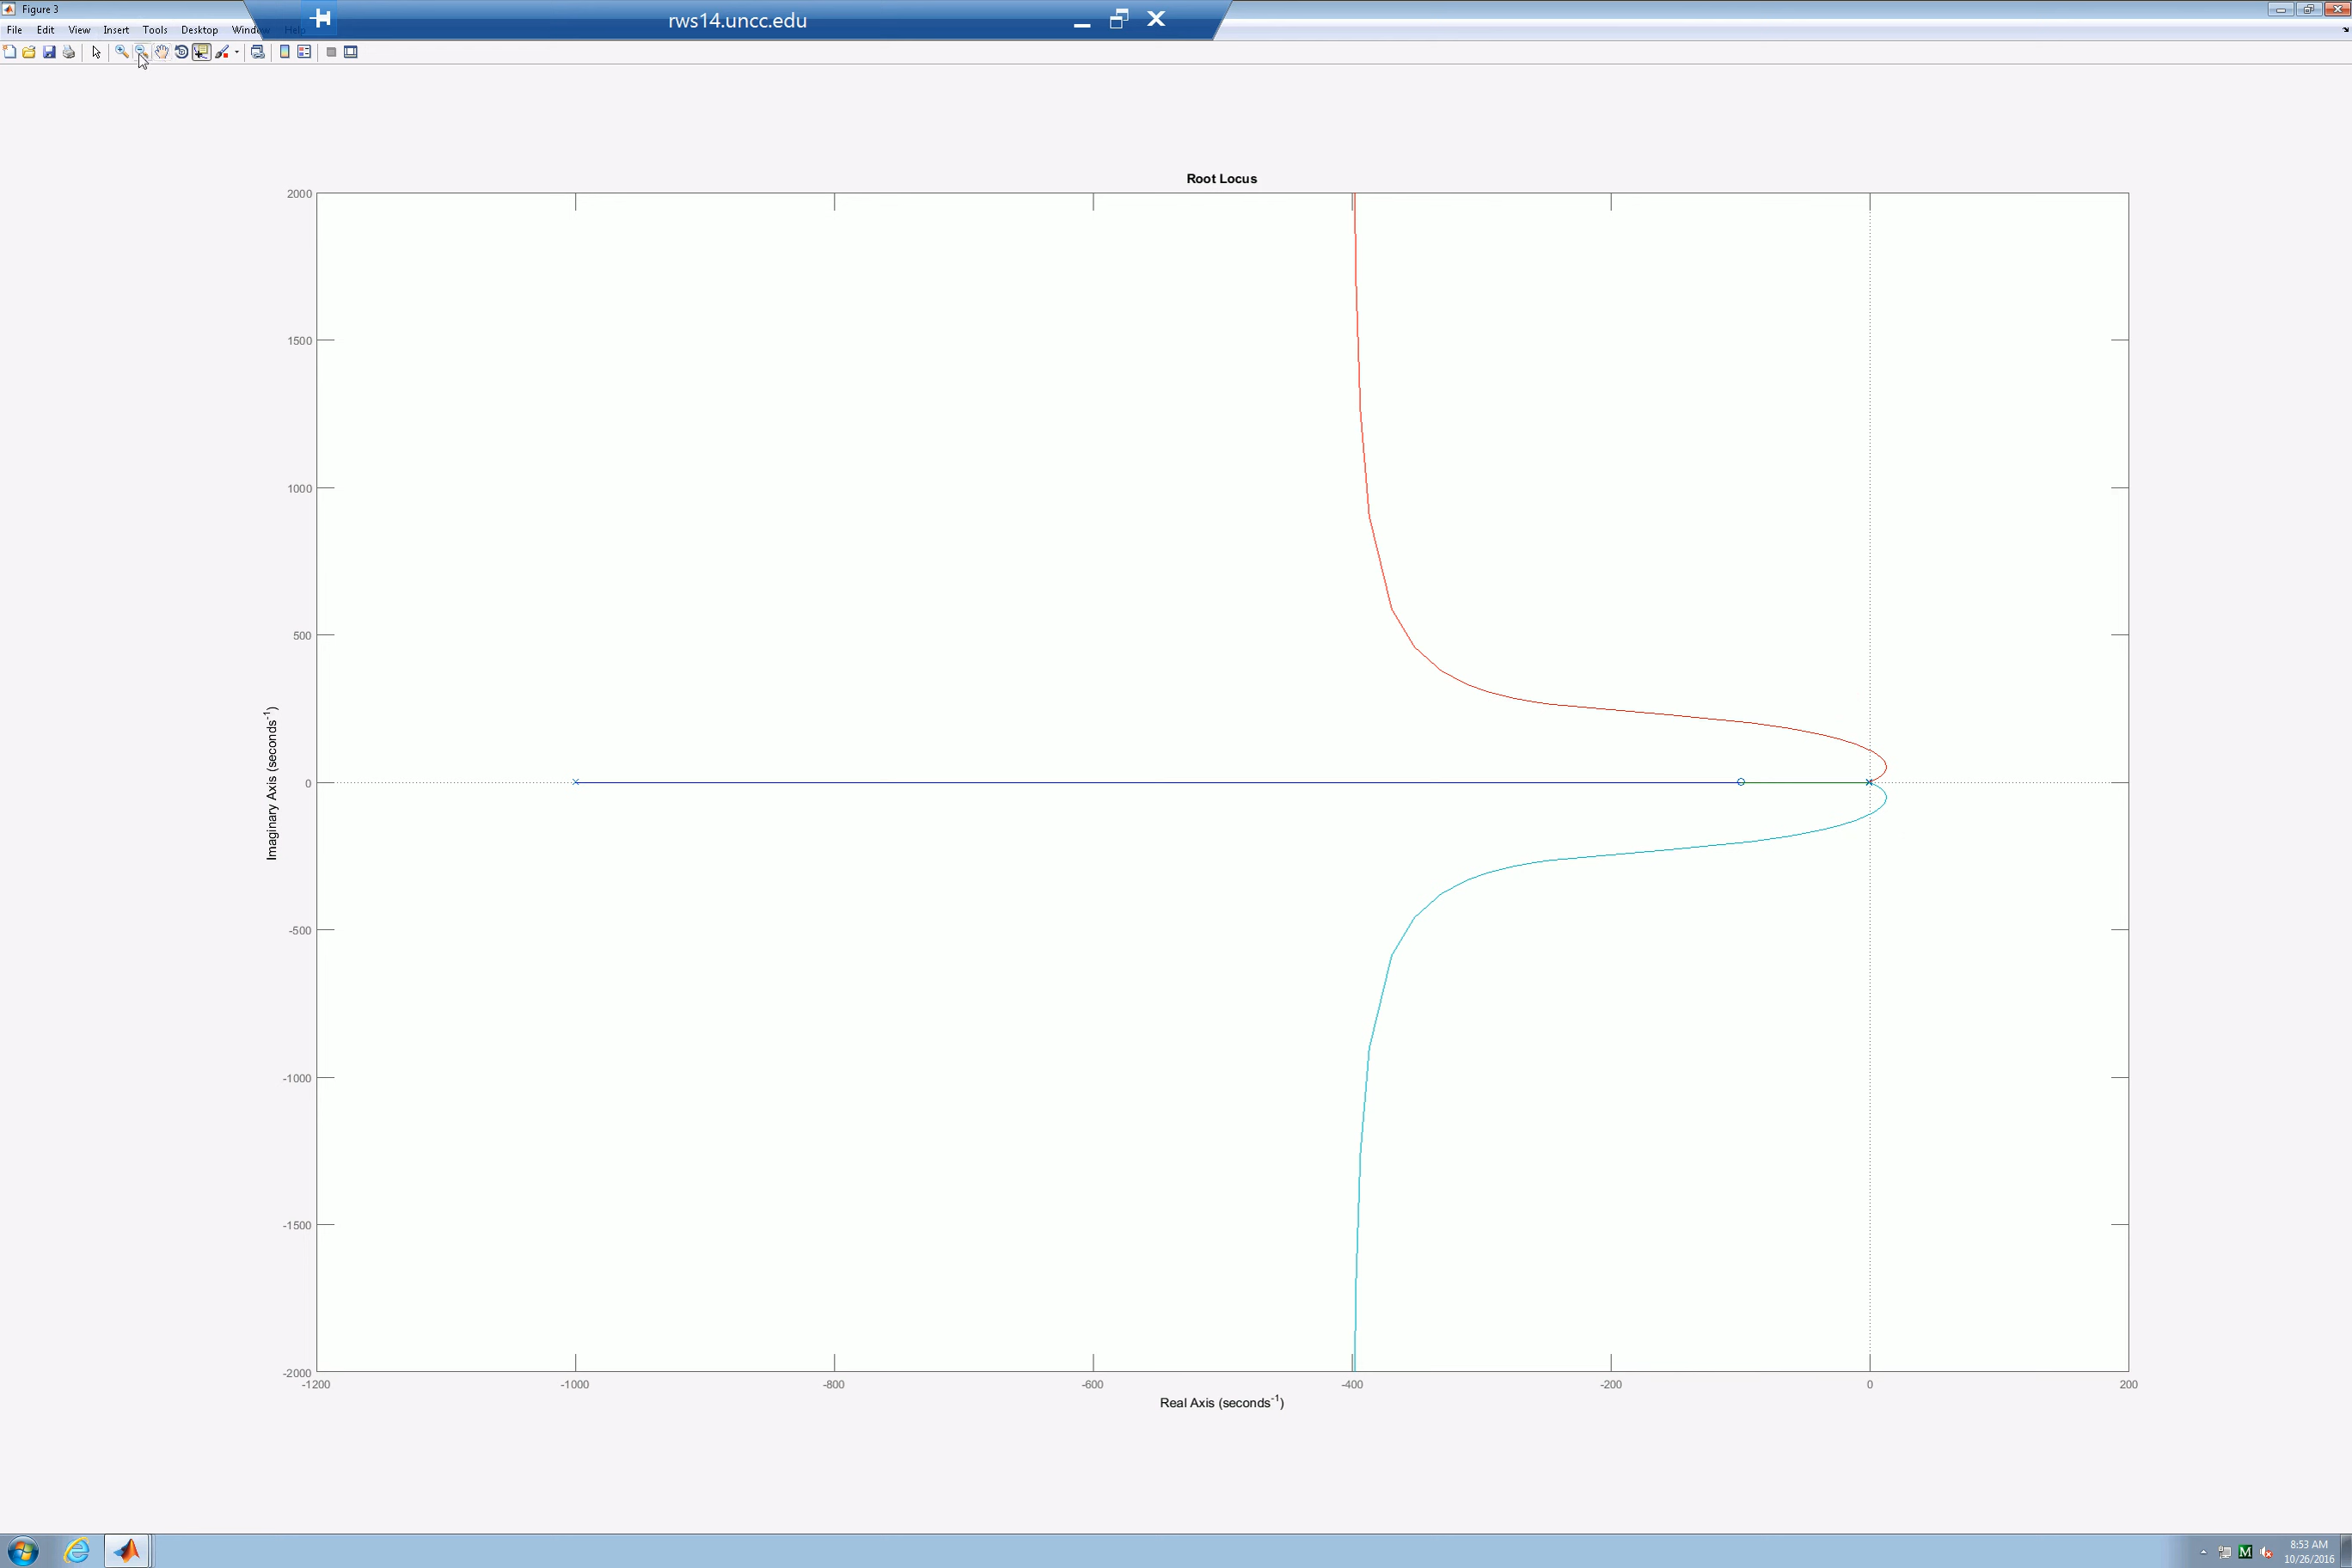 Figure 3
rws14.uncc.edu
File Edit View Insert Tools Desktop Window Help
Root Locus
2000
1500
1000
500
0
-500
-1000
-1500
-2000
Imaginary Axis (seconds⁻¹)
-1200 -1000 -800 -600 -400 -200 0 200
Real Axis (seconds⁻¹)
M
8:53 AM
10/26/2016